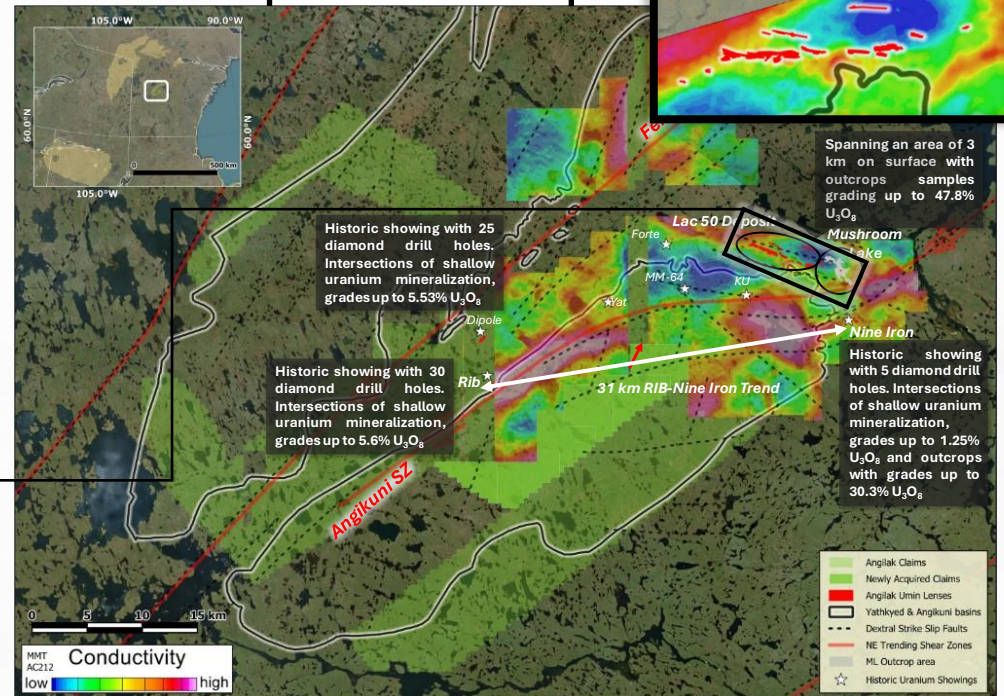 105.0°W
90.0°W
60.0°N
60.0°N
0
500 km
105.0°W
Spanning an area of 3
km on surface with
outcrops samples
grading up to 47.8%
U₃O₈
Historic showing with 25
diamond drill holes.
Intersections of shallow
uranium mineralization,
grades up to 5.53% U₃O₈
Lac 50 Deposit
Mushroom
Lake
Forte
MM-64
KU
Yat
Dipole
Nine Iron
Historic showing with 30
diamond drill holes.
Intersections of shallow
uranium mineralization,
grades up to 5.6% U₃O₈
Rib
31 km RIB-Nine Iron Trend
Historic showing
with 5 diamond drill
holes. Intersections
of shallow uranium
mineralization,
grades up to 1.25%
U₃O₈ and outcrops
with grades up to
30.3% U₃O₈
Angikuni SZ
0 5 10 15 km
MMT
AC212
Conductivity
low
high
Angilak Claims
Newly Acquired Claims
Angilak Umin Lenses
Yathkyed & Angikuni basins
Dextral Strike Slip Faults
NE Trending Shear Zones
ML Outcrop area
Historic Uranium Showings